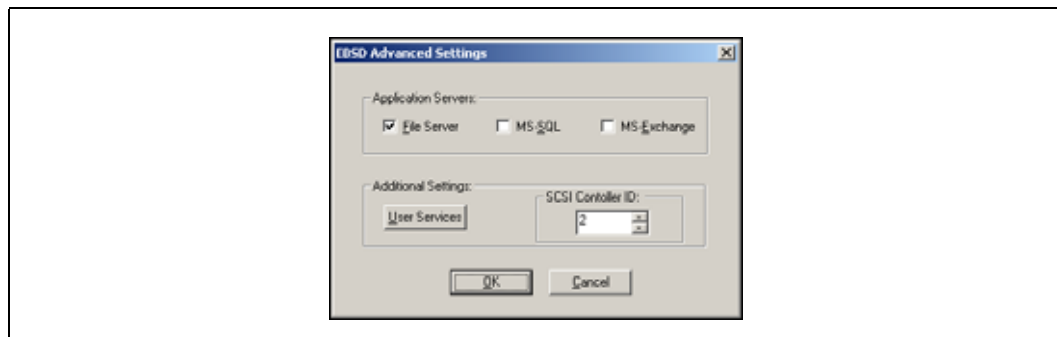 EBSD Advanced Settings
Application Servers:
File Server MS-SQL MS-Exchange
Additional Settings:
SCSI Contoller ID:
User Services 2
OK Cancel